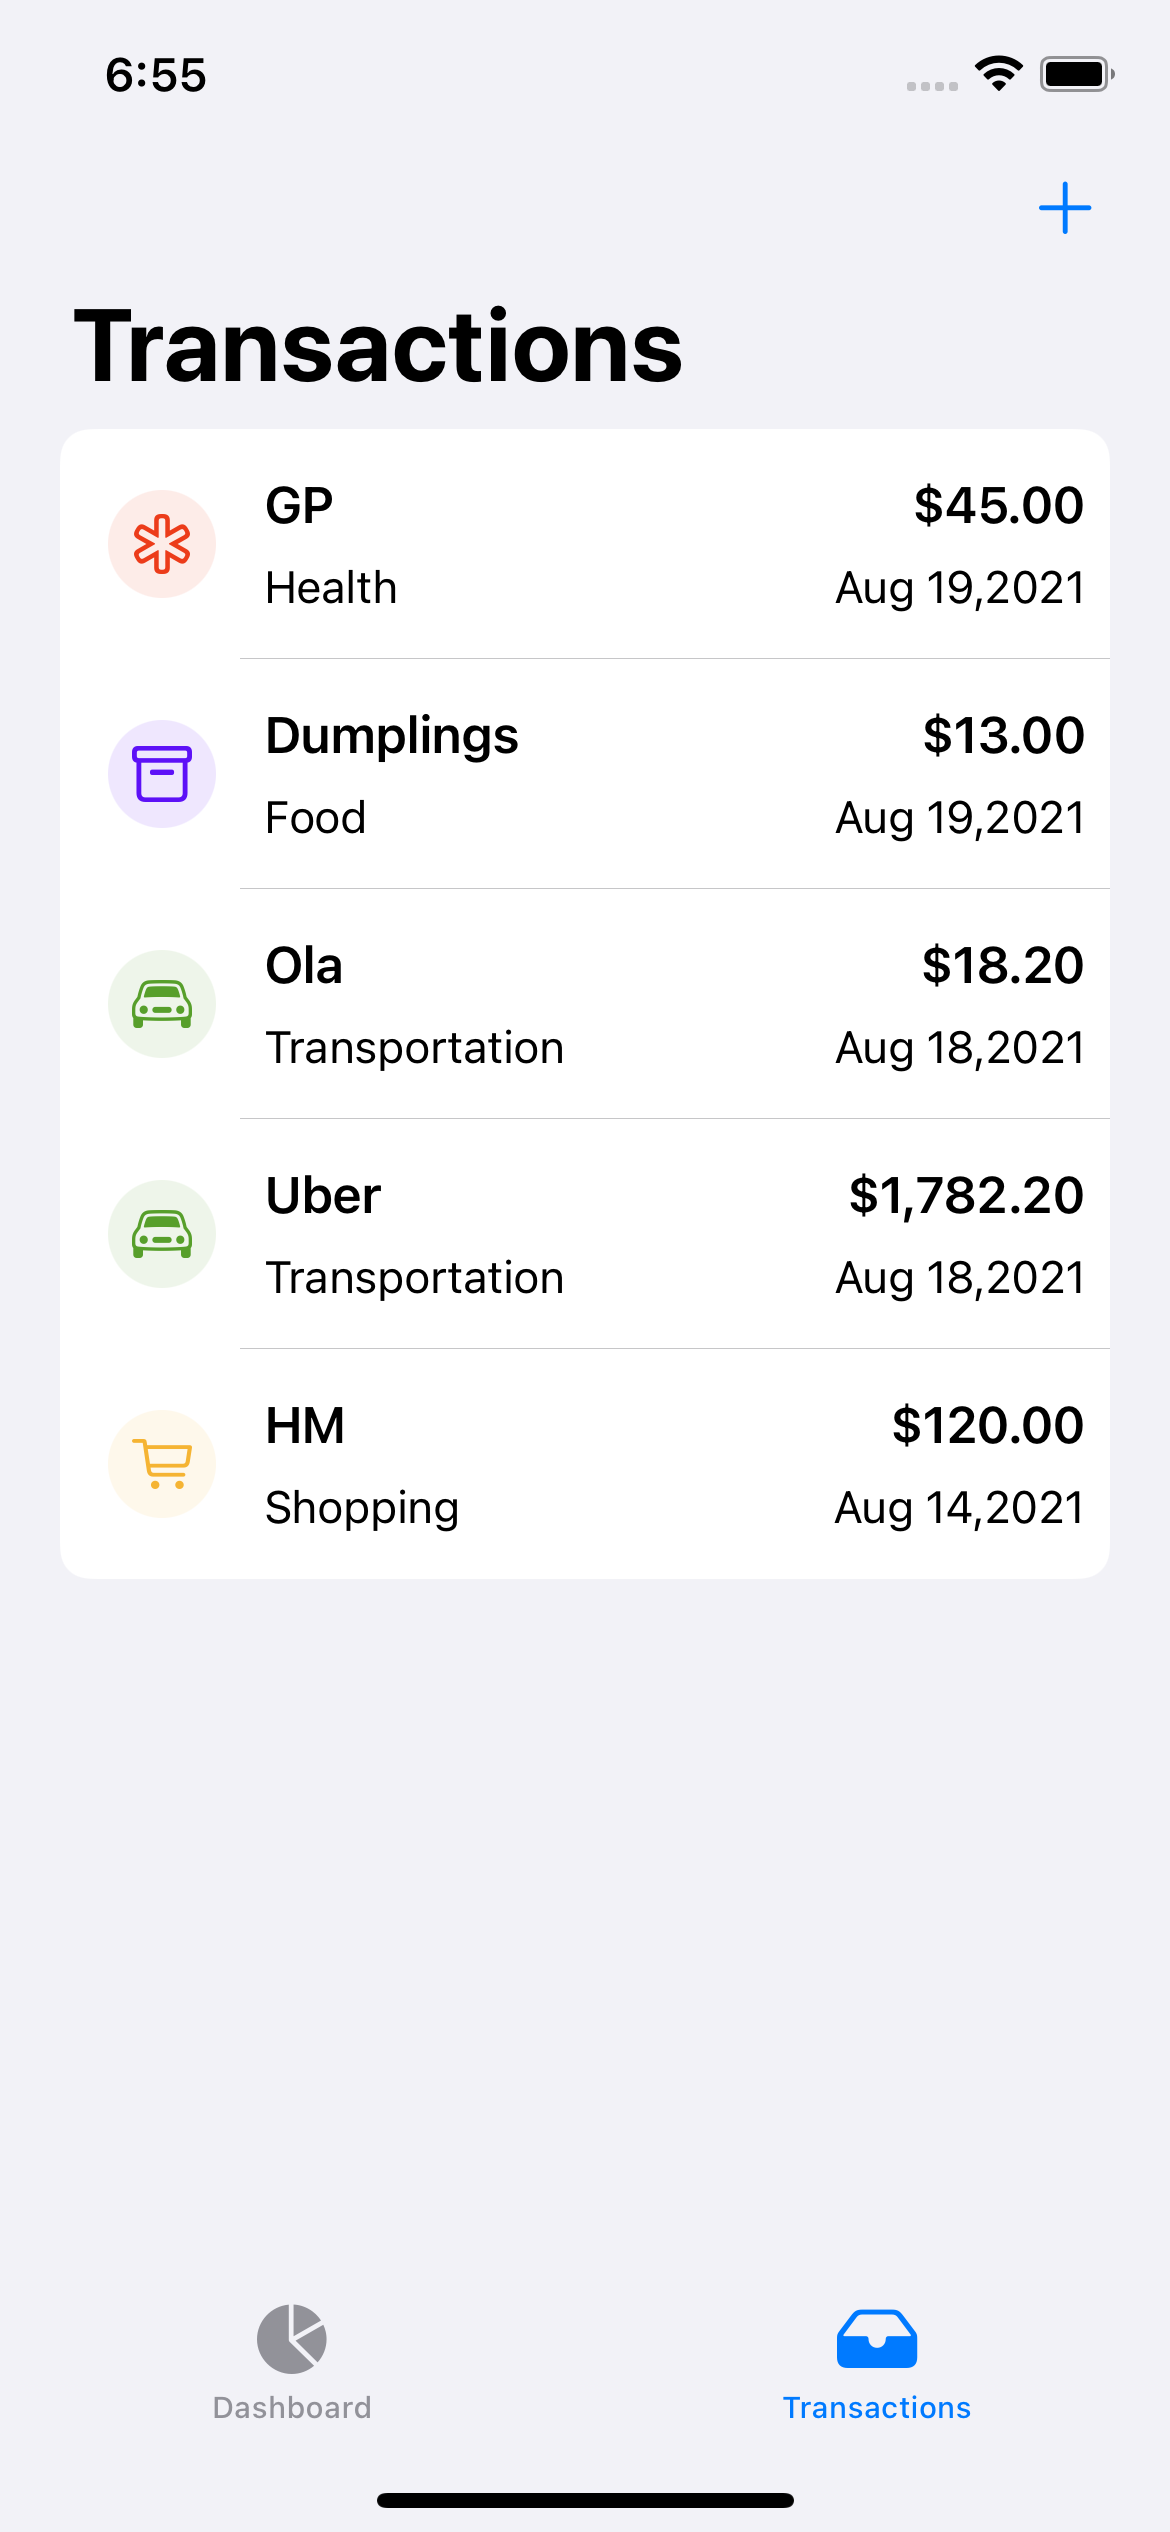 6:55
Transactions
GP $45.00
Health Aug 19,2021
Dumplings $13.00
Food Aug 19,2021
Ola $18.20
Transportation Aug 18,2021
Uber $1,782.20
Transportation Aug 18,2021
HM $120.00
Shopping Aug 14,2021
Dashboard Transactions